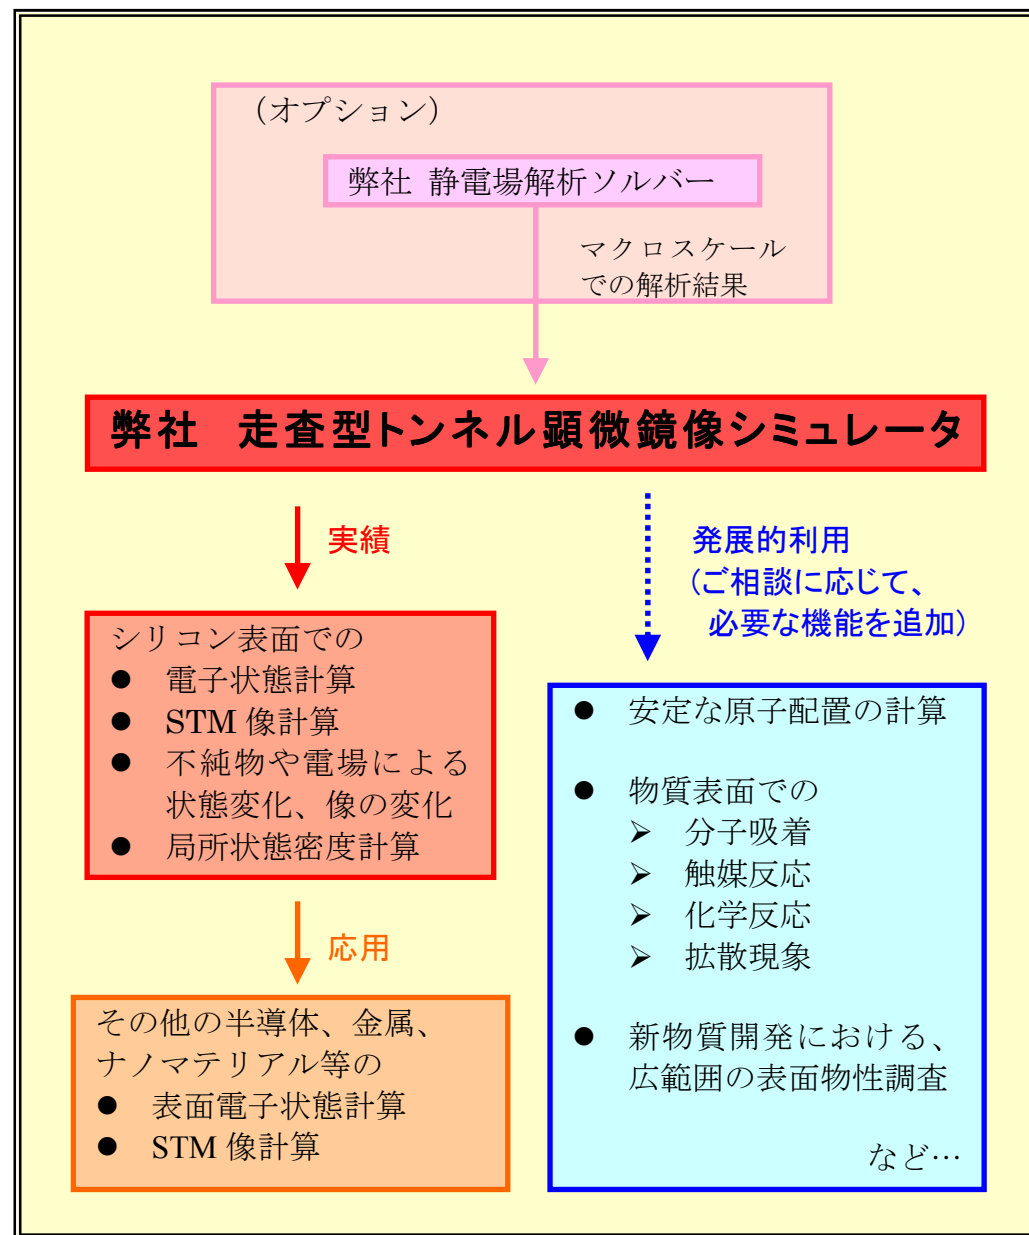 （オプション）
弊社 静電場解析ソルバー
マクロスケール
での解析結果
弊社　走査型トンネル顕微鏡像シミュレータ
実績
シリコン表面での
● 電子状態計算
● STM 像計算
● 不純物や電場による
状態変化、像の変化
● 局所状態密度計算
応用
その他の半導体、金属、
ナノマテリアル等の
● 表面電子状態計算
● STM 像計算
発展的利用
(ご相談に応じて、
必要な機能を追加)
● 安定な原子配置の計算
● 物質表面での
➢ 分子吸着
➢ 触媒反応
➢ 化学反応
➢ 拡散現象
● 新物質開発における、
広範囲の表面物性調査
など…